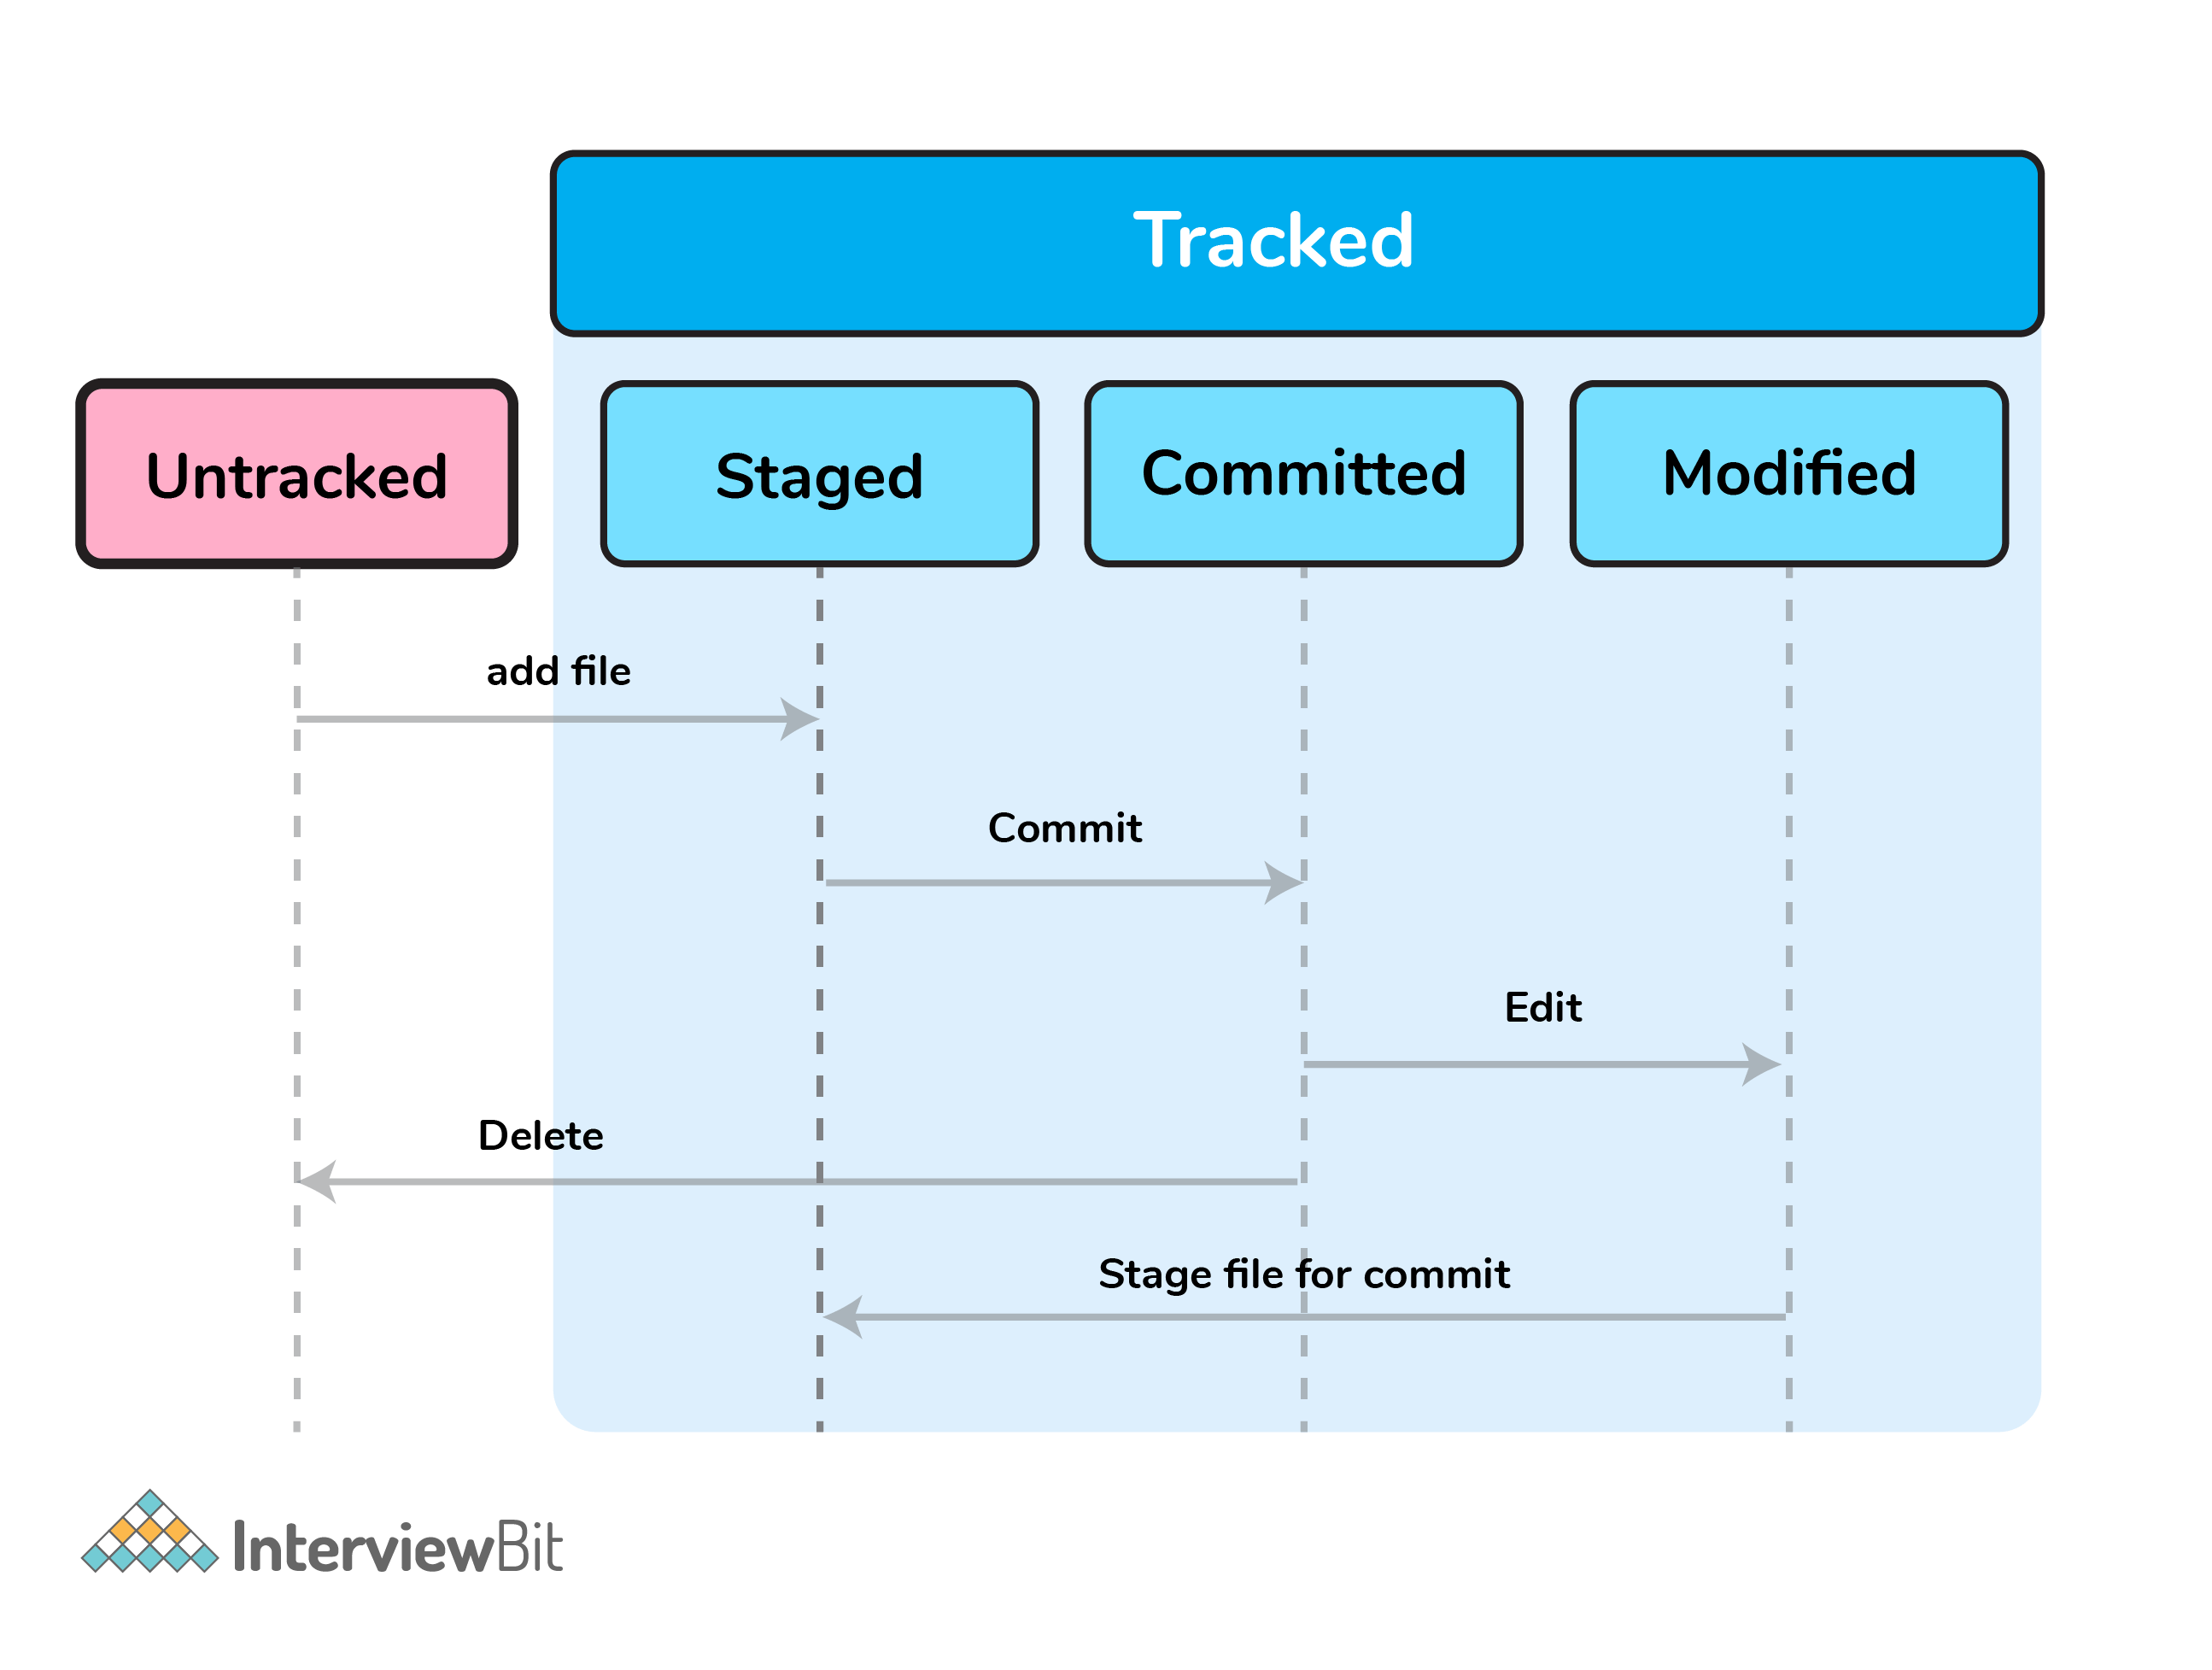 Tracked
Untracked
Staged
Committed
Modified
add file
Commit
Edit
Delete
Stage file for commit
InterviewBit